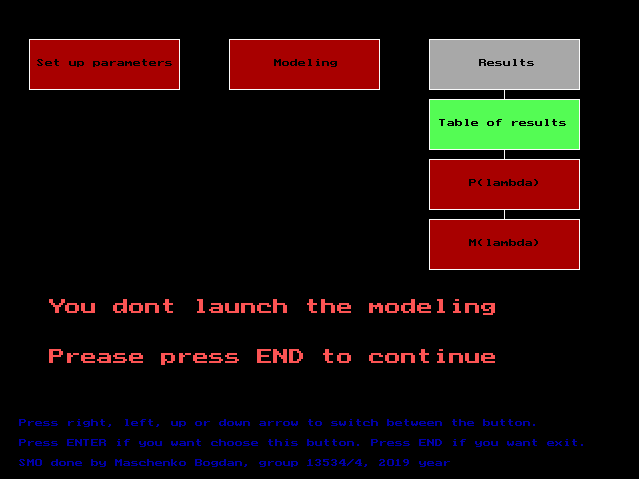 Set up parameters
Modeling
Results
Table of results
P(lambda)
M(lambda)
You dont launch the modeling
Prease press END to continue
Press right, left, up or down arrow to switch between the button.
Press ENTER if you want choose this button. Press END if you want exit.
SMO done by Maschenko Bogdan, group 13534/4, 2019 year